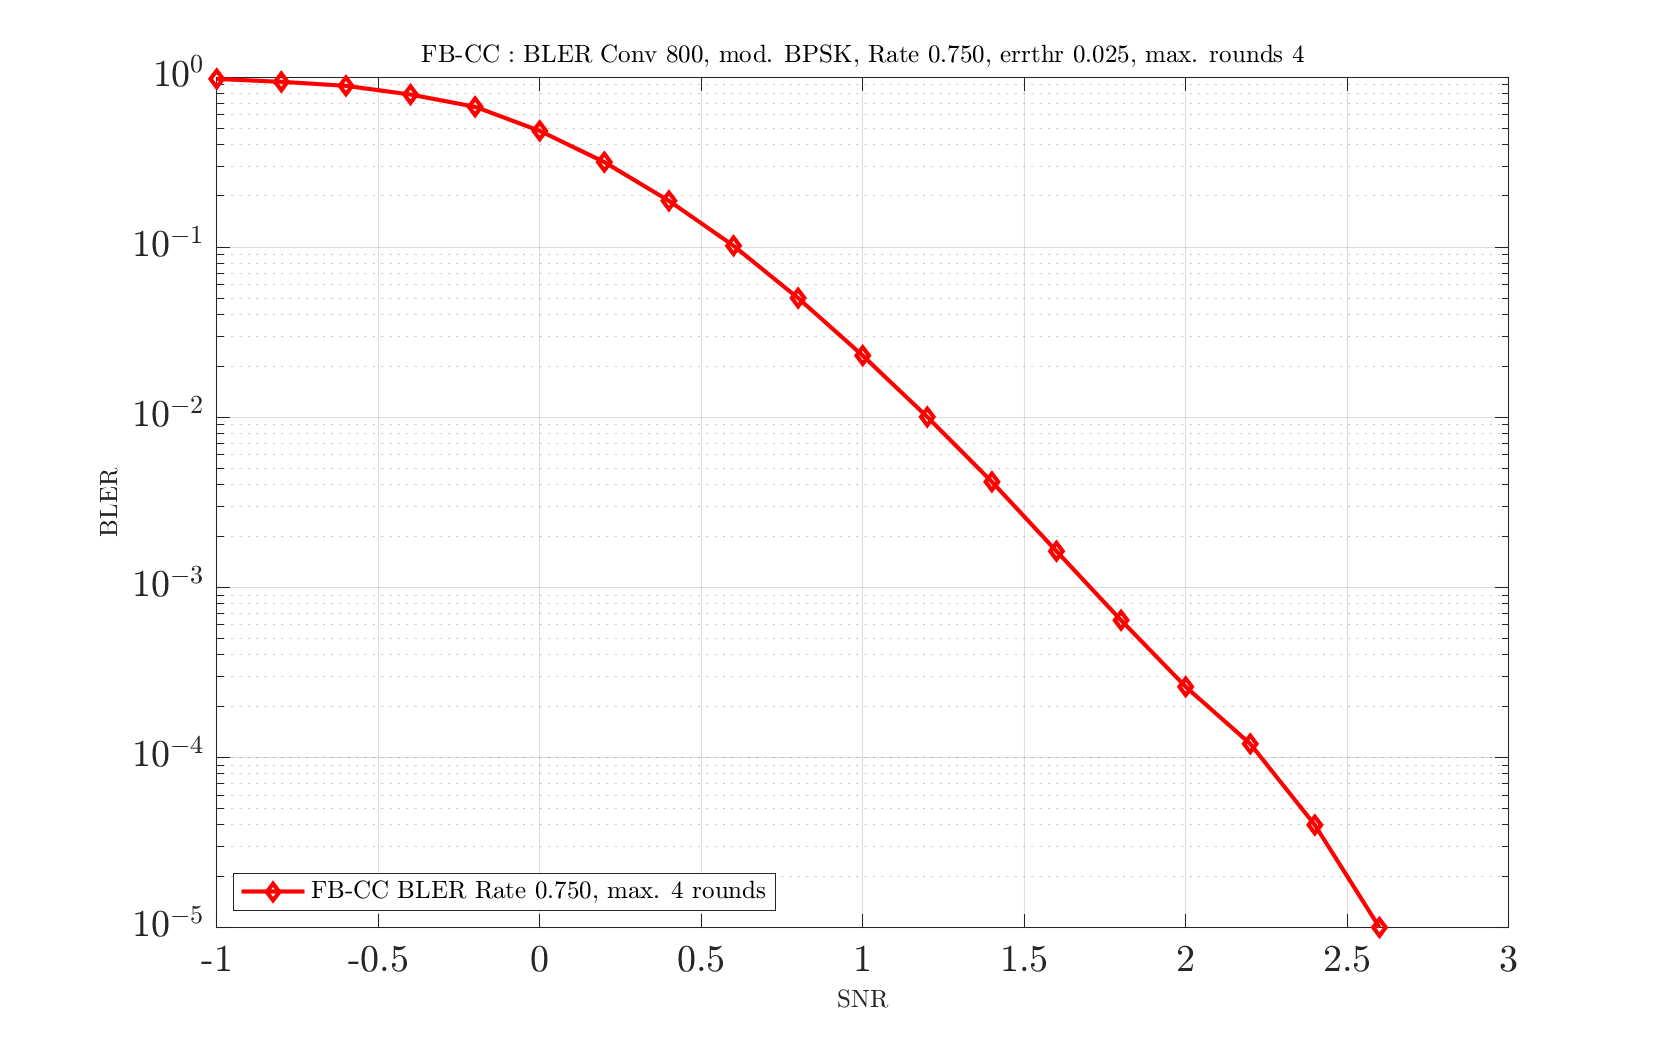 FB-CC : BLER Conv 800, mod. BPSK, Rate 0.750, errthr 0.025, max. rounds 4
10^0
10^-1
10^-2
10^-3
10^-4
10^-5
BLER
FB-CC BLER Rate 0.750, max. 4 rounds
-1 -0.5 0 0.5 1 1.5 2 2.5 3
SNR